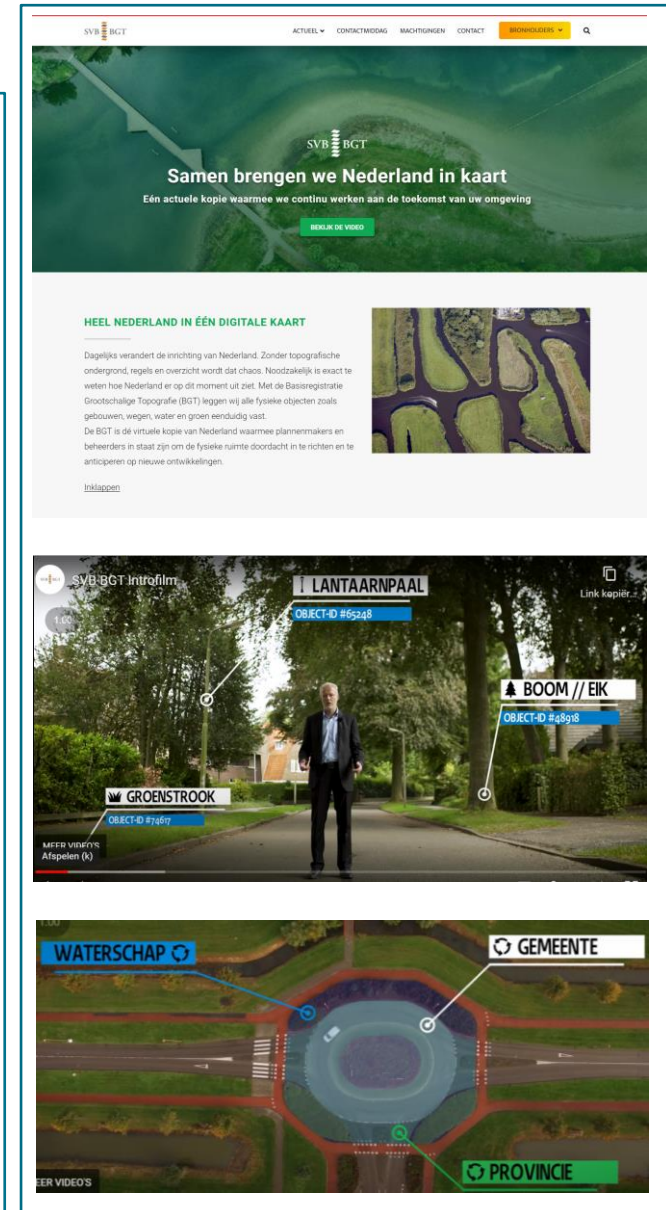 SVB BGT
ACTUEEL CONTACTMIDDAG MACHTIGINGEN CONTACT BRONHOUDERS
SVB BGT
Samen brengen we Nederland in kaart
Eén actuele kopie waarmee we continu werken aan de toekomst van uw omgeving
BEKIJK DE VIDEO
HEEL NEDERLAND IN ÉÉN DIGITALE KAART
Dagelijks verandert de inrichting van Nederland. Zonder topografische
ondergrond, regels en overzicht wordt dat chaos. Noodzakelijk is exact te
weten hoe Nederland er op dit moment uit ziet. Met de Basisregistratie
Grootschalige Topografie (BGT) leggen wij alle fysieke objecten zoals
gebouwen, wegen, water en groen eenduidig vast.
De BGT is dé virtuele kopie van Nederland waarmee plannenmakers en
beheerders in staat zijn om de fysieke ruimte doordacht in te richten en te
anticiperen op nieuwe ontwikkelingen.
Inklappen
SVB-BGT Introfilm
Link kopiër...
1:00
LANTAARNPAAL
OBJECT-ID #65248
BOOM // EIK
OBJECT-ID #48918
GROENSTROOK
OBJECT-ID #74617
MEER VIDEO'S
Afspelen (k)
1:00
WATERSCHAP
GEMEENTE
PROVINCIE
EER VIDEO'S